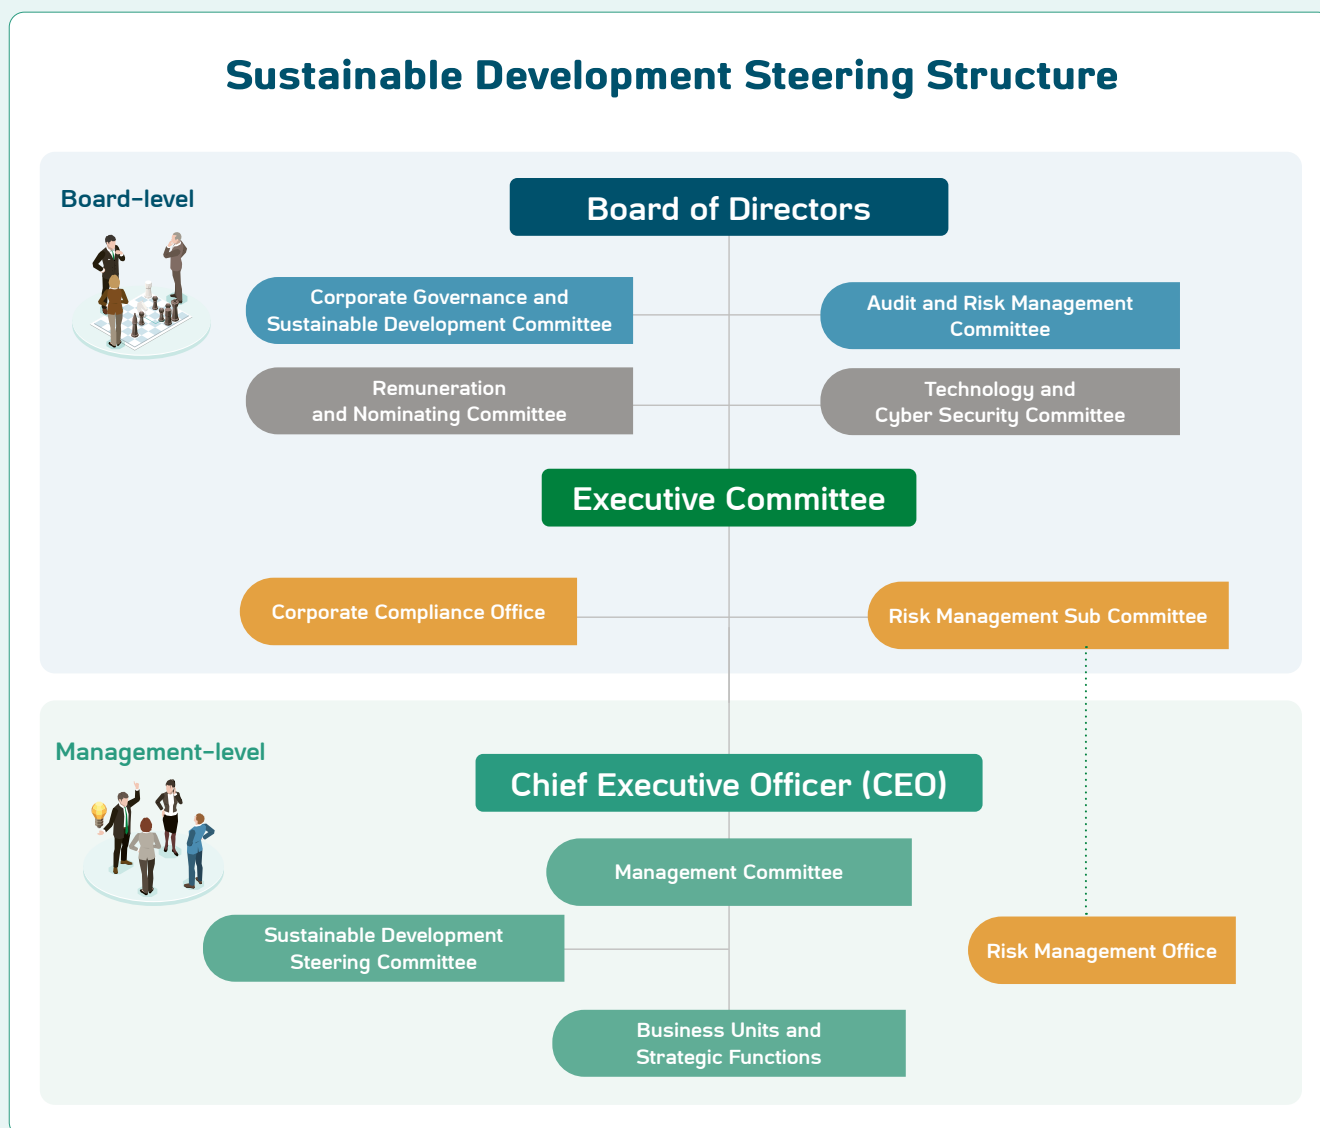 Sustainable Development Steering Structure
Board-level
Board of Directors
Corporate Governance and
Sustainable Development Committee
Audit and Risk Management
Committee
Remuneration
and Nominating Committee
Technology and
Cyber Security Committee
Executive Committee
Corporate Compliance Office
Risk Management Sub Committee
Management-level
Chief Executive Officer (CEO)
Management Committee
Sustainable Development
Steering Committee
Risk Management Office
Business Units and
Strategic Functions